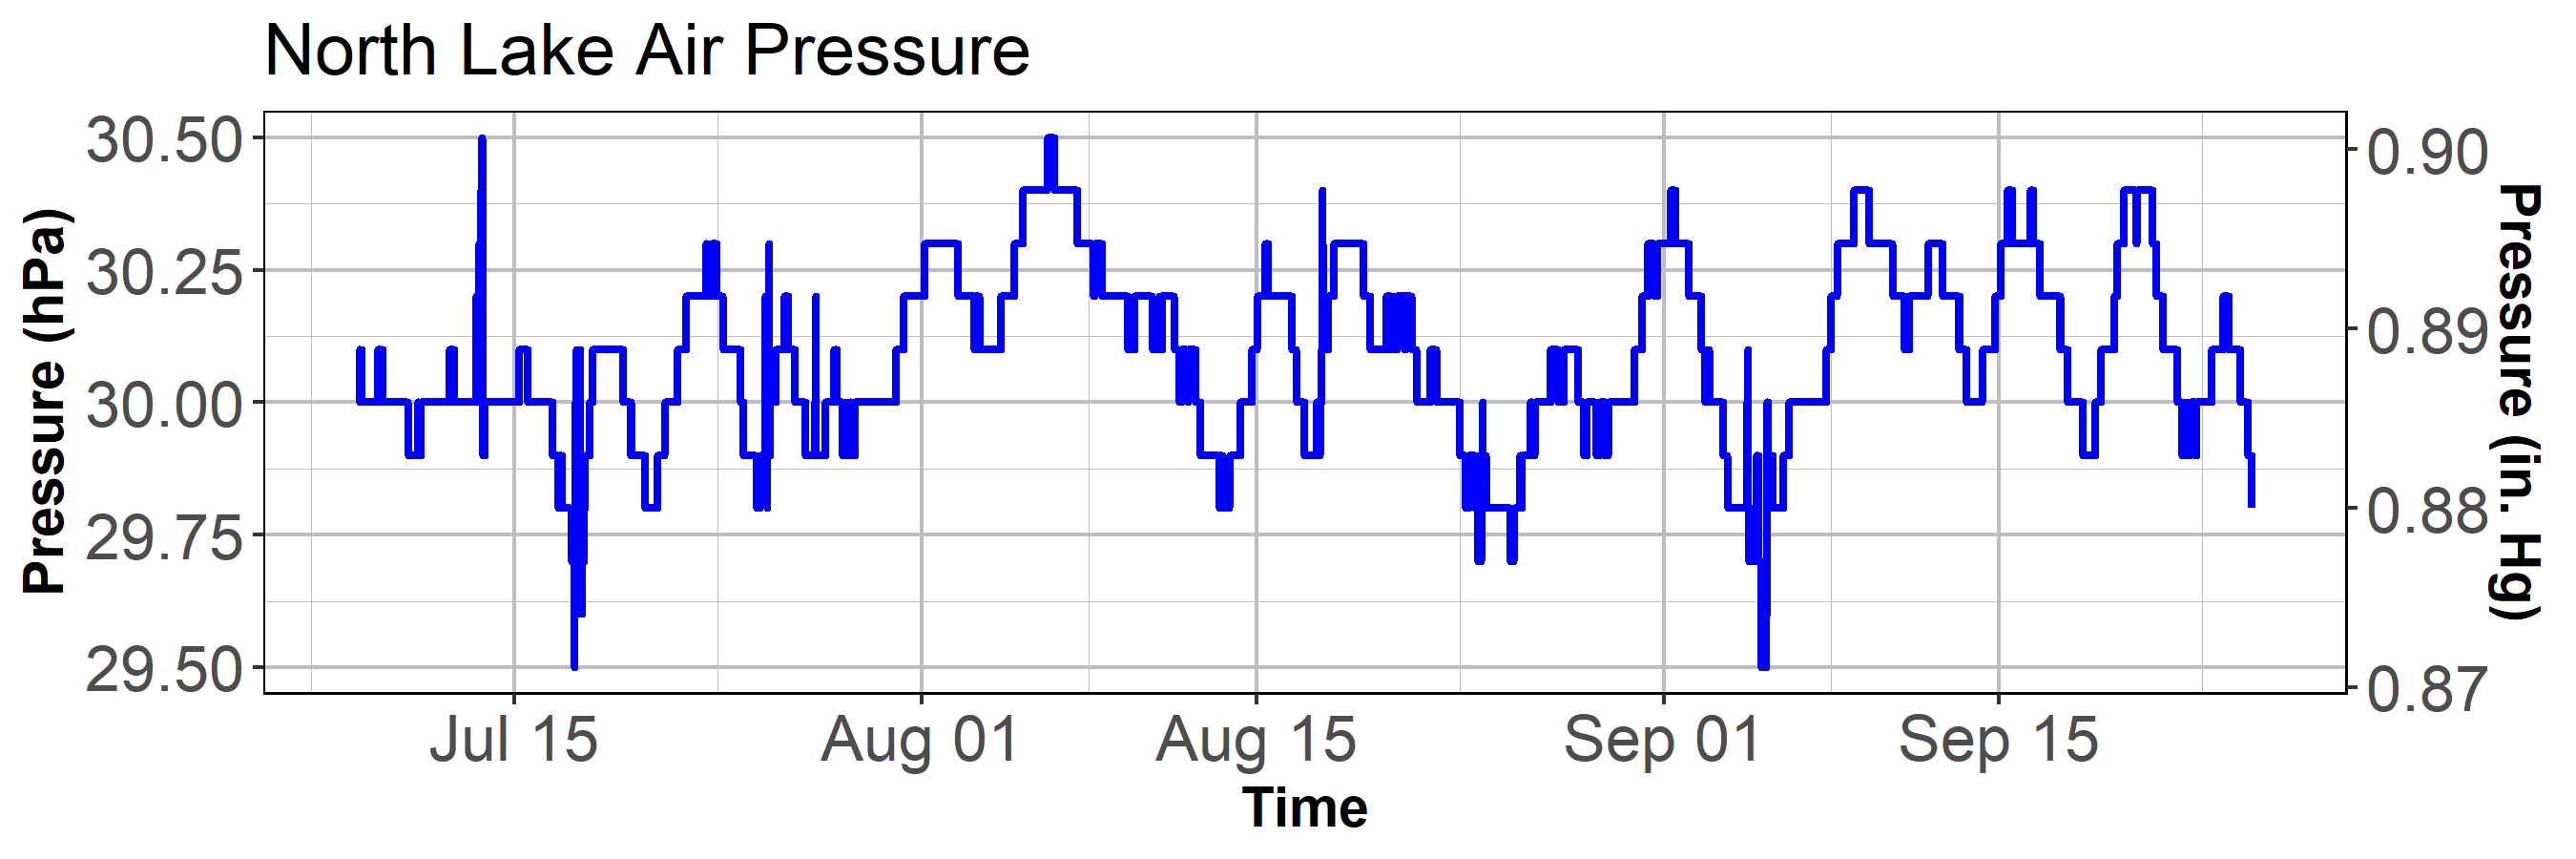 North Lake Air Pressure
Pressure (hPa)
30.50
30.25
30.00
29.75
29.50
0.90
0.89
0.88
0.87
Pressure (in. Hg)
Jul 15 Aug 01 Aug 15 Sep 01 Sep 15
Time